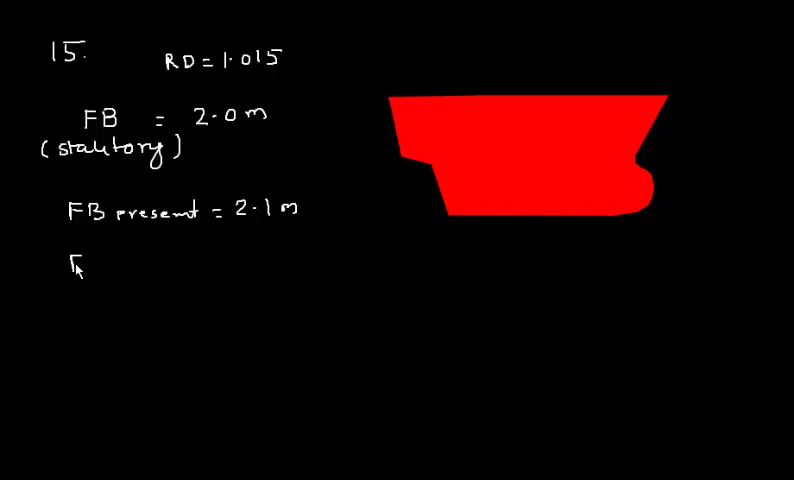 15.
RD = 1.015
FB = 2.0 m
(statutory)
FB present = 2.1 m
F